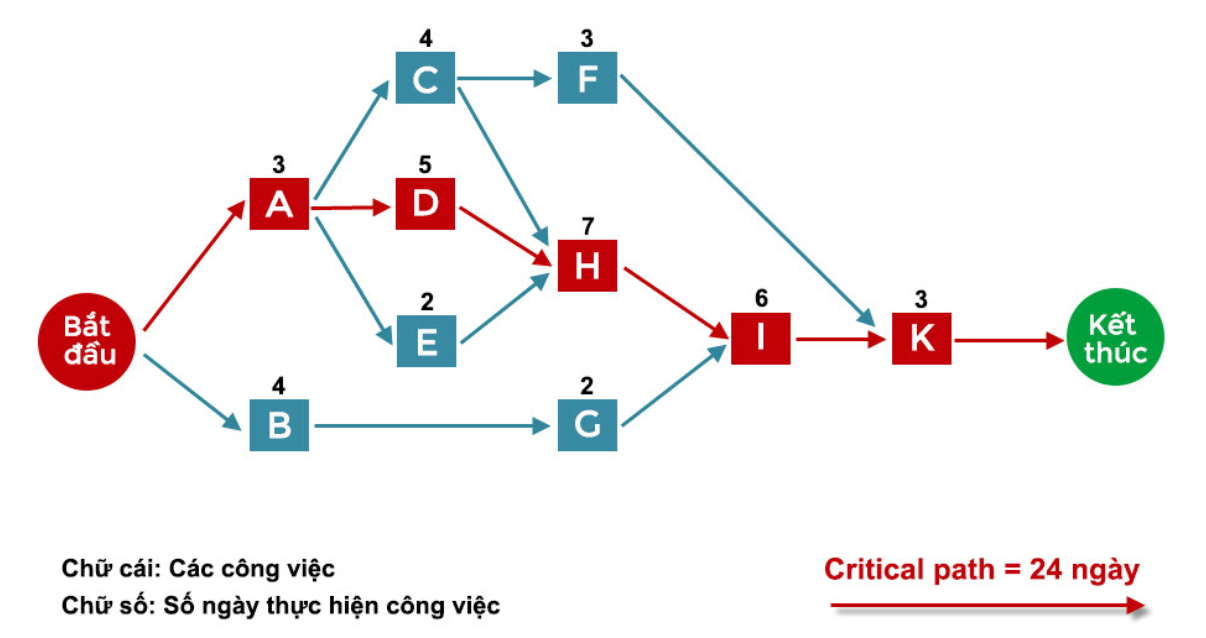 4
C
3
F
3
A
5
D
7
H
2
E
6
I
3
K
Bắt
đầu
Kết
thúc
4
B
2
G
Chữ cái: Các công việc
Chữ số: Số ngày thực hiện công việc
Critical path = 24 ngày